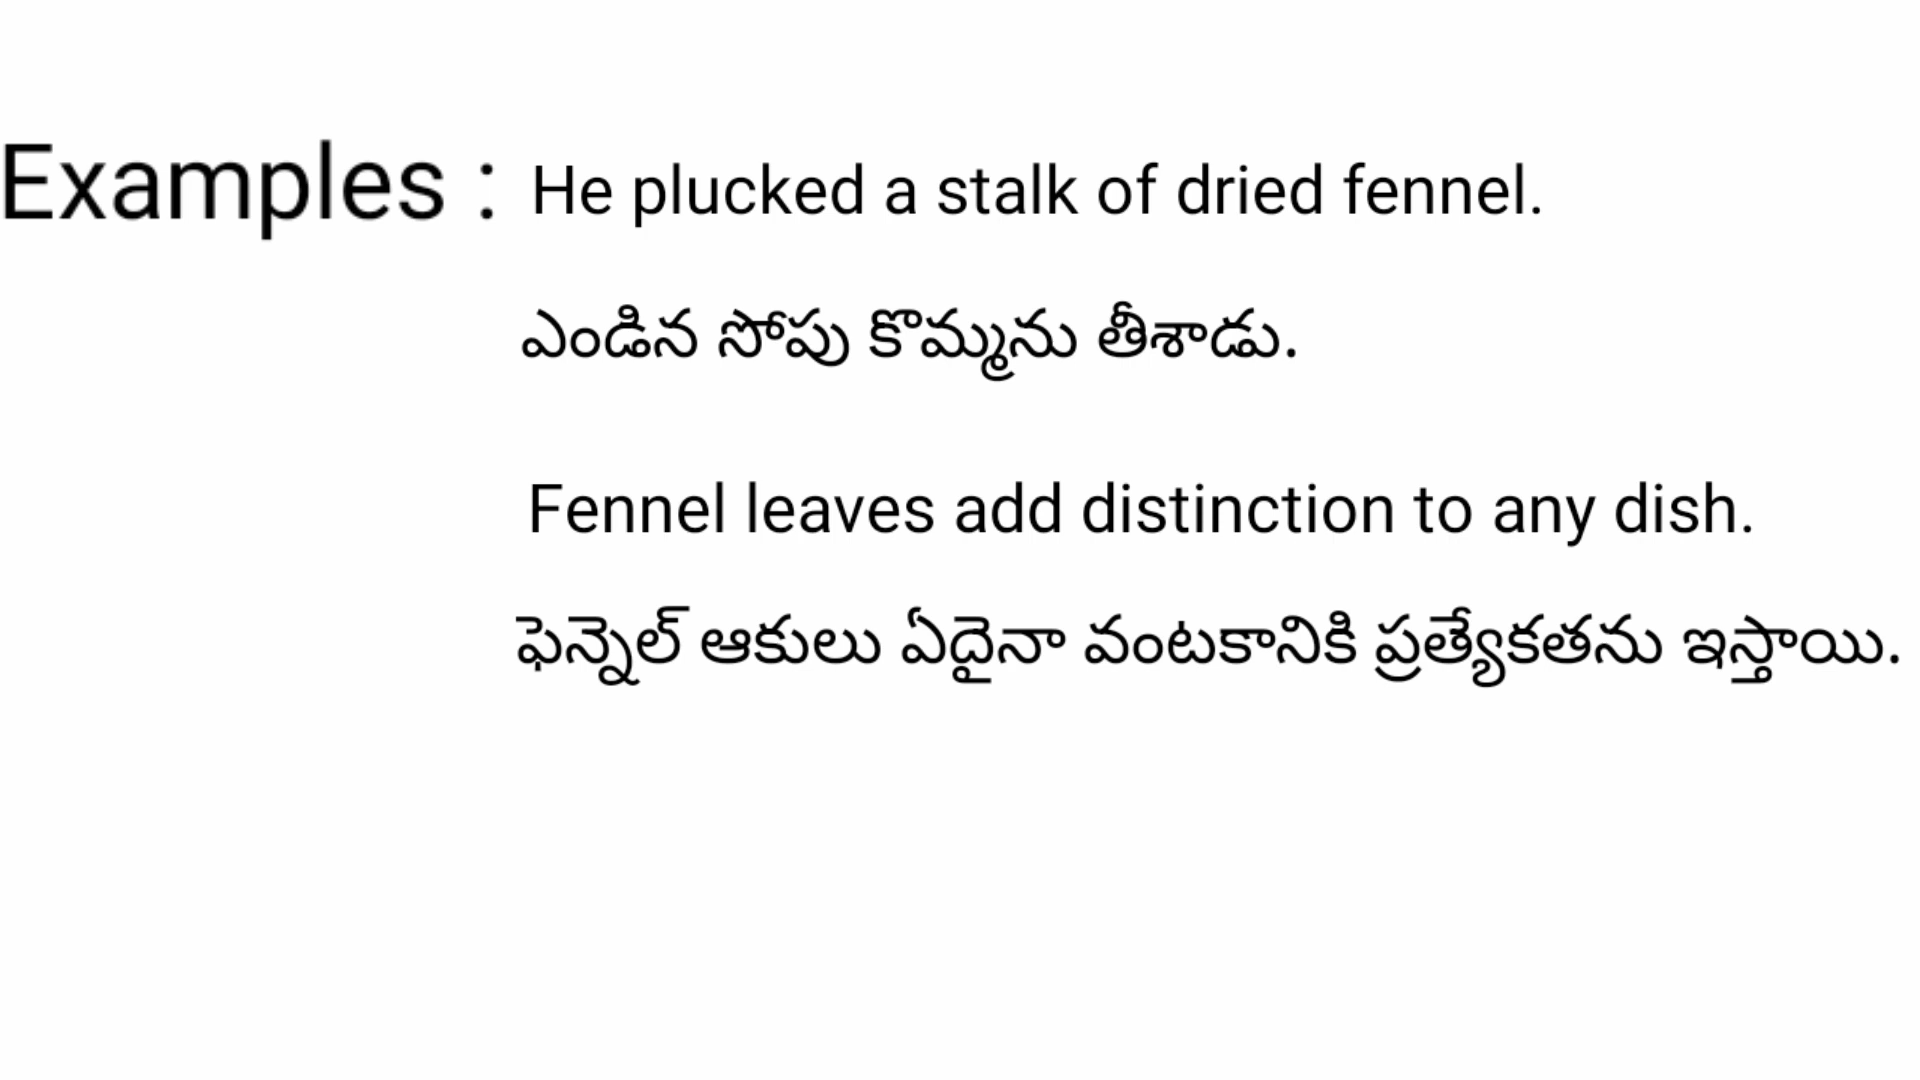 Examples : He plucked a stalk of dried fennel.
ఎండిన సోపు కొమ్మను తీశాడు.
Fennel leaves add distinction to any dish.
ఫెన్నెల్ ఆకులు ఏదైనా వంటకానికి ప్రత్యేకతను ఇస్తాయి.